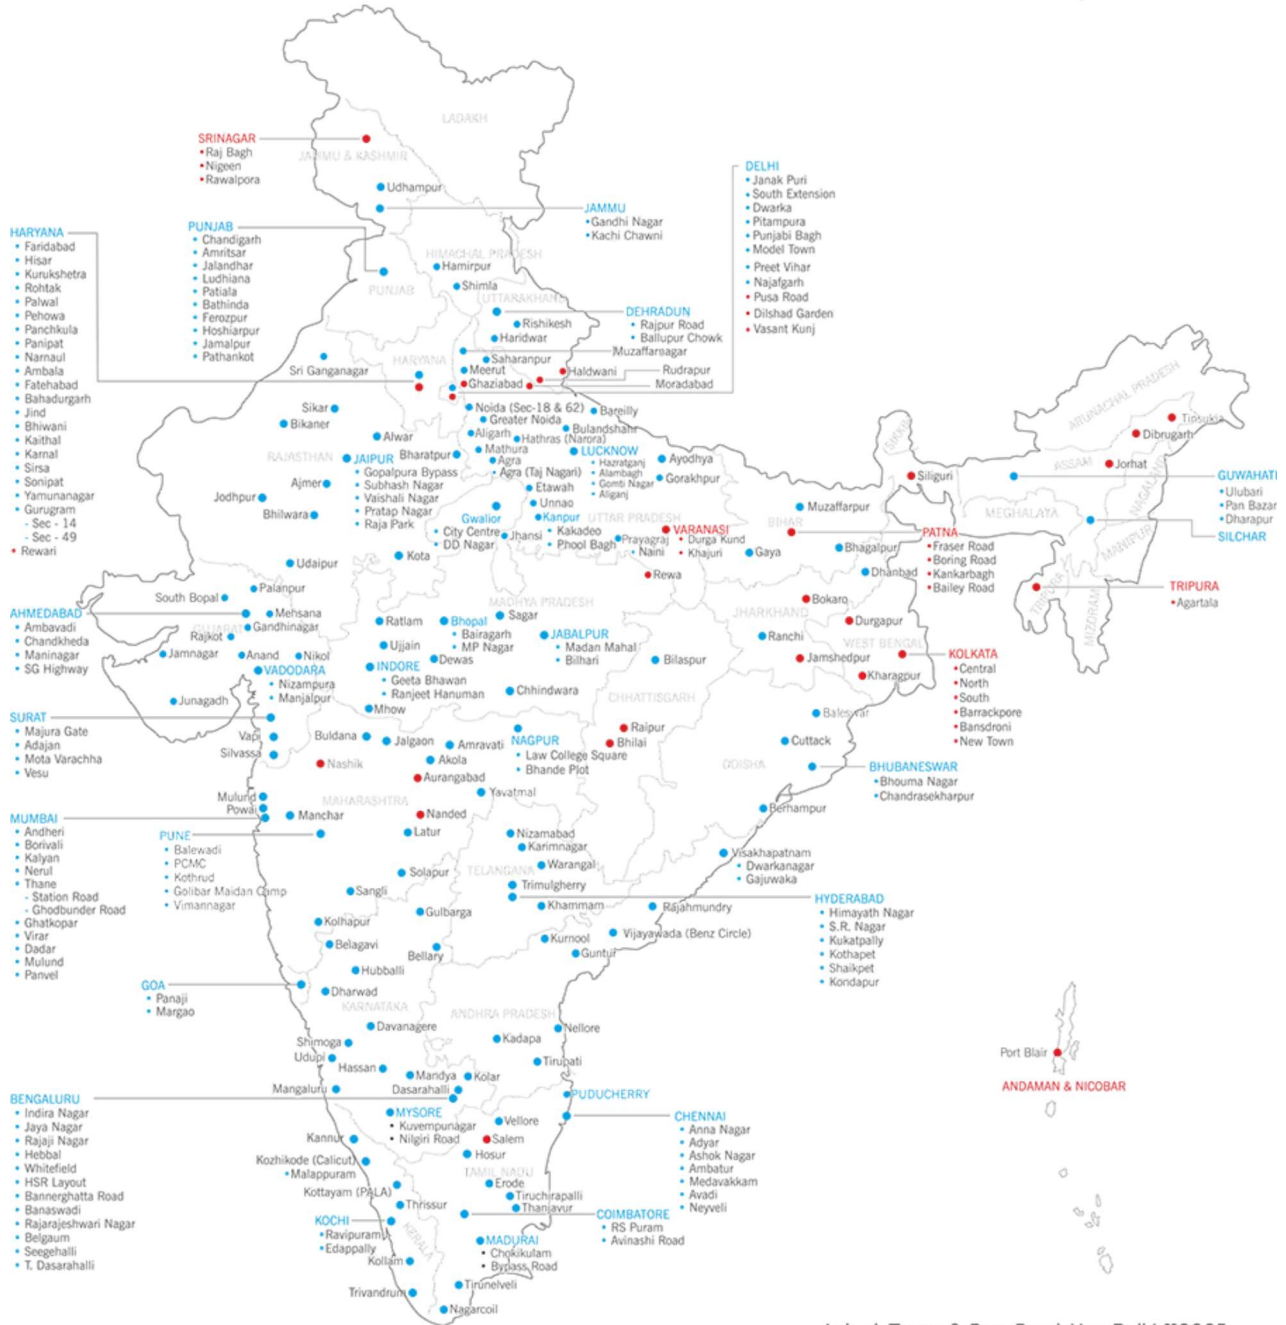 LADAKH
SRINAGAR
Raj Bagh
Nigeen
Rawalpora
JAMMU & KASHMIR
Udhampur
JAMMU
Gandhi Nagar
Kachi Chawni
DELHI
Janak Puri
South Extension
Dwarka
Pitampura
Punjabi Bagh
Model Town
Preet Vihar
Najafgarh
Pusa Road
Dilshad Garden
Vasant Kunj
HARYANA
Faridabad
Hisar
Kurukshetra
Rohtak
Palwal
Pehowa
Panchkula
Panipat
Narnaul
Ambala
Fatehabad
Bahadurgarh
Jind
Bhiwani
Kaithal
Karnal
Sirsa
Sonipat
Yamunanagar
Gurugram
- Sec - 14
- Sec - 49
Rewari
PUNJAB
Chandigarh
Amritsar
Jalandhar
Ludhiana
Patiala
Bathinda
Ferozpur
Hoshiarpur
Jamalpur
Pathankot
PUNJAB
HIMACHAL PRADESH
Hamirpur
Shimla
UTTARAKHAND
DEHRADUN
Rajpur Road
Ballupur Chowk
Rishikesh
Haridwar
Muzaffarnagar
Saharanpur
HARYANA
Meerut
Ghaziabad
Haldwani
Rudrapur
Moradabad
Sri Ganganagar
Sikar
Bikaner
Alwar
Bharatpur
Noida (Sec-18 & 62)
Greater Noida
Aligarh
Hathras (Narora)
Bareilly
Bulandshahr
Mathura
Agra
Agra (Taj Nagari)
Etawah
Unnao
LUCKNOW
Hazratganj
Alambagh
Gomti Nagar
Aliganj
Ayodhya
Gorakhpur
RAJASTHAN
JAIPUR
Gopalpura Bypass
Subhash Nagar
Vaishali Nagar
Pratap Nagar
Raja Park
Ajmer
Jodhpur
Bhilwara
Kota
Udaipur
Gwalior
City Centre
DD Nagar
Jhansi
Kanpur
Kakadeo
Phool Bagh
UTTAR PRADESH
Prayagraj
Naini
VARANASI
Durga Kund
Khajuri
Rewa
SIKKIM
Siliguri
ARUNACHAL PRADESH
Tinsukia
Dibrugarh
ASSAM
Jorhat
NAGALAND
MEGHALAYA
MANIPUR
TRIPURA
MIZORAM
GUWAHATI
Ulubari
Pan Bazar
Dharapur
SILCHAR
TRIPURA
Agartala
Muzaffarpur
BIHAR
PATNA
Fraser Road
Boring Road
Kankarbagh
Bailey Road
Gaya
Bhagalpur
Dhanbad
Bokaro
JHARKHAND
Durgapur
Ranchi
WEST BENGAL
Jamshedpur
Kharagpur
KOLKATA
Central
North
South
Barrackpore
Bansdroni
New Town
AHMEDABAD
Ambavadi
Chandkheda
Maninagar
SG Highway
South Bopal
Palanpur
Mehsana
Gandhinagar
GUJARAT
Rajkot
Jamnagar
Anand
Nikol
VADODARA
Nizampura
Manjalpur
Junagadh
SURAT
Majura Gate
Adajan
Mota Varachha
Vesu
Vapi
Silvassa
MADHYA PRADESH
Ratlam
Ujjain
Bhopal
Bairagarh
MP Nagar
Dewas
Sagar
JABALPUR
Madan Mahal
Bilhari
INDORE
Geeta Bhawan
Ranjeet Hanuman
Mhow
Chhindwara
Bilaspur
CHHATTISGARH
Raipur
Bhilai
Baleswar
Cuttack
ODISHA
BHUBANESWAR
Bhouma Nagar
Chandrasekharpur
Berhampur
Buldana
Jalgaon
Amravati
Akola
NAGPUR
Law College Square
Bhande Plot
Nashik
Aurangabad
Yavatmal
MAHARASHTRA
Nanded
Latur
Mulund
Powai
Manchar
MUMBAI
Andheri
Borivali
Kalyan
Nerul
Thane
- Station Road
- Ghodbunder Road
Ghatkopar
Virar
Dadar
Mulund
Panvel
PUNE
Balewadi
PCMC
Kothrud
Golibar Maidan Camp
Vimannagar
Solapur
Sangli
Kolhapur
Gulbarga
Belagavi
Bellary
Hubballi
Dharwad
GOA
Panaji
Margao
Nizamabad
Karimnagar
TELANGANA
Warangal
Trimulgherry
Khammam
HYDERABAD
Himayath Nagar
S.R. Nagar
Kukatpally
Kothapet
Shaikpet
Kondapur
Visakhapatnam
Dwarkanagar
Gajuwaka
Rajahmundry
Vijayawada (Benz Circle)
Kurnool
Guntur
KARNATAKA
ANDHRA PRADESH
Davanagere
Shimoga
Udupi
Hassan
Mangaluru
Mandya
Dasarahalli
Kolar
Kadapa
Nellore
Tirupati
BENGALURU
Indira Nagar
Jaya Nagar
Rajaji Nagar
Hebbal
Whitefield
HSR Layout
Bannerghatta Road
Banaswadi
Rajarajeshwari Nagar
Belgaum
Seegehalli
T. Dasarahalli
MYSORE
Kuvempunagar
Nilgiri Road
PUDUCHERRY
Vellore
Salem
Hosur
CHENNAI
Anna Nagar
Adyar
Ashok Nagar
Ambatur
Medavakkam
Avadi
Neyveli
Kannur
Kozhikode (Calicut)
Malappuram
Kottayam (PALA)
Thrissur
KOCHI
Ravipuram
Edappally
KERALA
Kollam
Trivandrum
TAMIL NADU
Erode
Tiruchirapalli
Thanjavur
COIMBATORE
RS Puram
Avinashi Road
MADURAI
Chokikulam
Bypass Road
Tirunelveli
Nagarcoil
Port Blair
ANDAMAN & NICOBAR